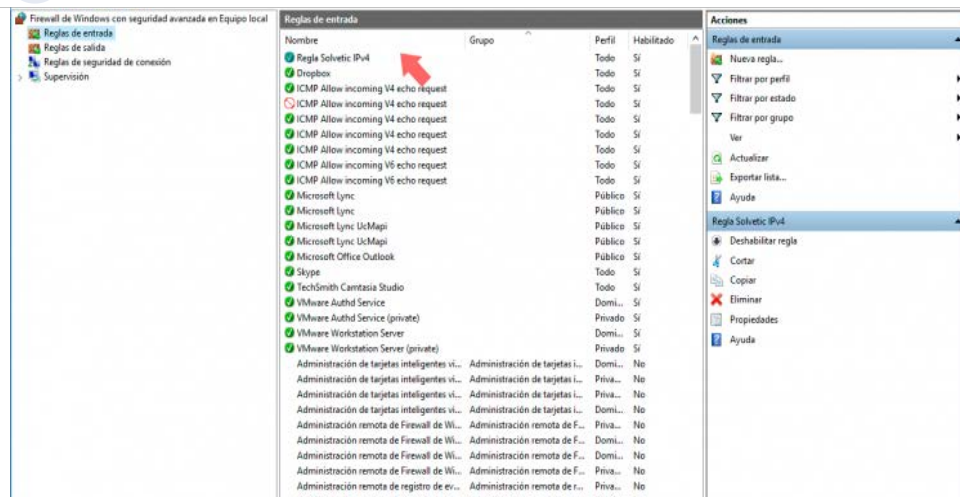 Firewall de Windows con seguridad avanzada en Equipo local
Reglas de entrada
Reglas de salida
Reglas de seguridad de conexión
Supervisión
Reglas de entrada
Nombre Grupo Perfil Habilitado
Regla Solvetic IPv4 Todo Sí
Dropbox Todo Sí
ICMP Allow incoming V4 echo request Todo Sí
ICMP Allow incoming V4 echo request Todo Sí
ICMP Allow incoming V4 echo request Todo Sí
ICMP Allow incoming V4 echo request Todo Sí
ICMP Allow incoming V4 echo request Todo Sí
ICMP Allow incoming V6 echo request Todo Sí
ICMP Allow incoming V6 echo request Todo Sí
Microsoft Lync Público Sí
Microsoft Lync Público Sí
Microsoft Lync UcMapi Público Sí
Microsoft Lync UcMapi Público Sí
Microsoft Office Outlook Público Sí
Skype Todo Sí
TechSmith Camtasia Studio Todo Sí
VMware Authd Service Domi... Sí
VMware Authd Service (private) Privado Sí
VMware Workstation Server Domi... Sí
VMware Workstation Server (private) Privado Sí
Administración de tarjetas inteligentes vi... Administración de tarjetas i... Domi... No
Administración de tarjetas inteligentes vi... Administración de tarjetas i... Priva... No
Administración de tarjetas inteligentes vi... Administración de tarjetas i... Priva... No
Administración de tarjetas inteligentes vi... Administración de tarjetas i... Domi... No
Administración remota de Firewall de Wi... Administración remota de F... Priva... No
Administración remota de Firewall de Wi... Administración remota de F... Domi... No
Administración remota de Firewall de Wi... Administración remota de F... Domi... No
Administración remota de Firewall de Wi... Administración remota de F... Priva... No
Administración remota de registro de ev... Administración remota de r... Priva... No
Acciones
Reglas de entrada
Nueva regla...
Filtrar por perfil
Filtrar por estado
Filtrar por grupo
Ver
Actualizar
Exportar lista...
Ayuda
Regla Solvetic IPv4
Deshabilitar regla
Cortar
Copiar
Eliminar
Propiedades
Ayuda